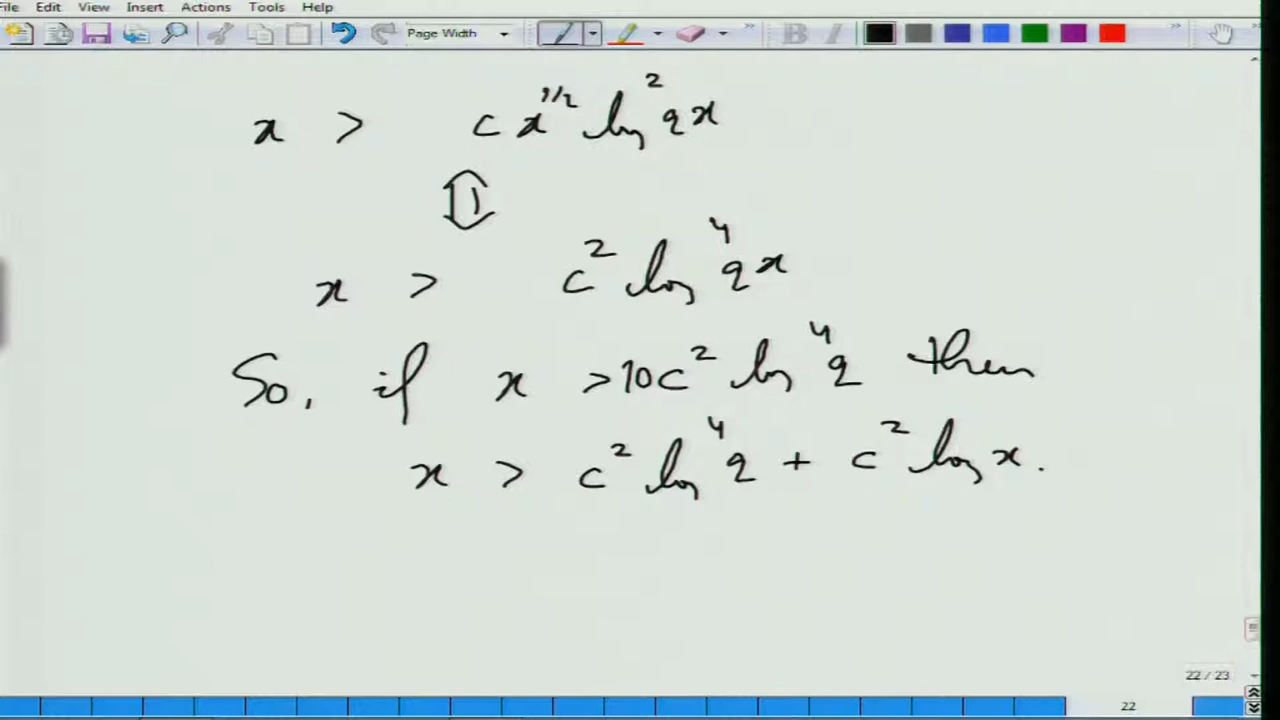 File Edit View Insert Actions Tools Help
Page Width
B I
x > c x^{1/2} log^2 qx
⇕
x > c^2 log^4 qx
So, if x > 10c^2 log^4 q then
x > c^2 log^4 q + c^2 log x.
22 / 23
22